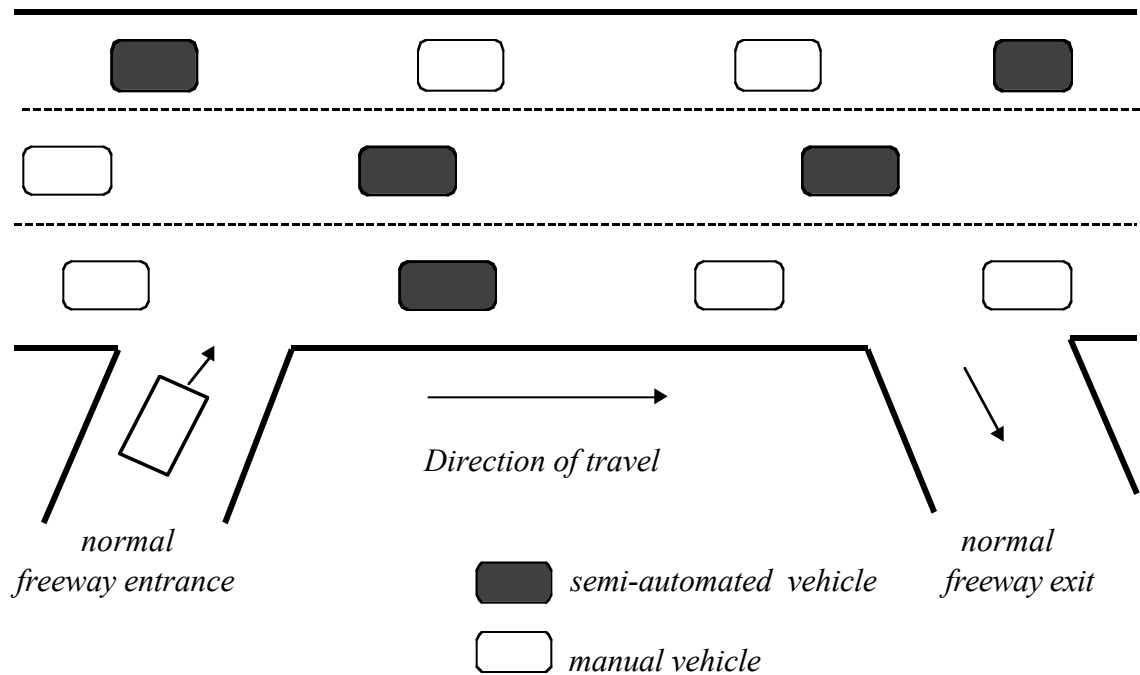 Direction of travel
normal
freeway entrance
normal
freeway exit
semi-automated vehicle
manual vehicle